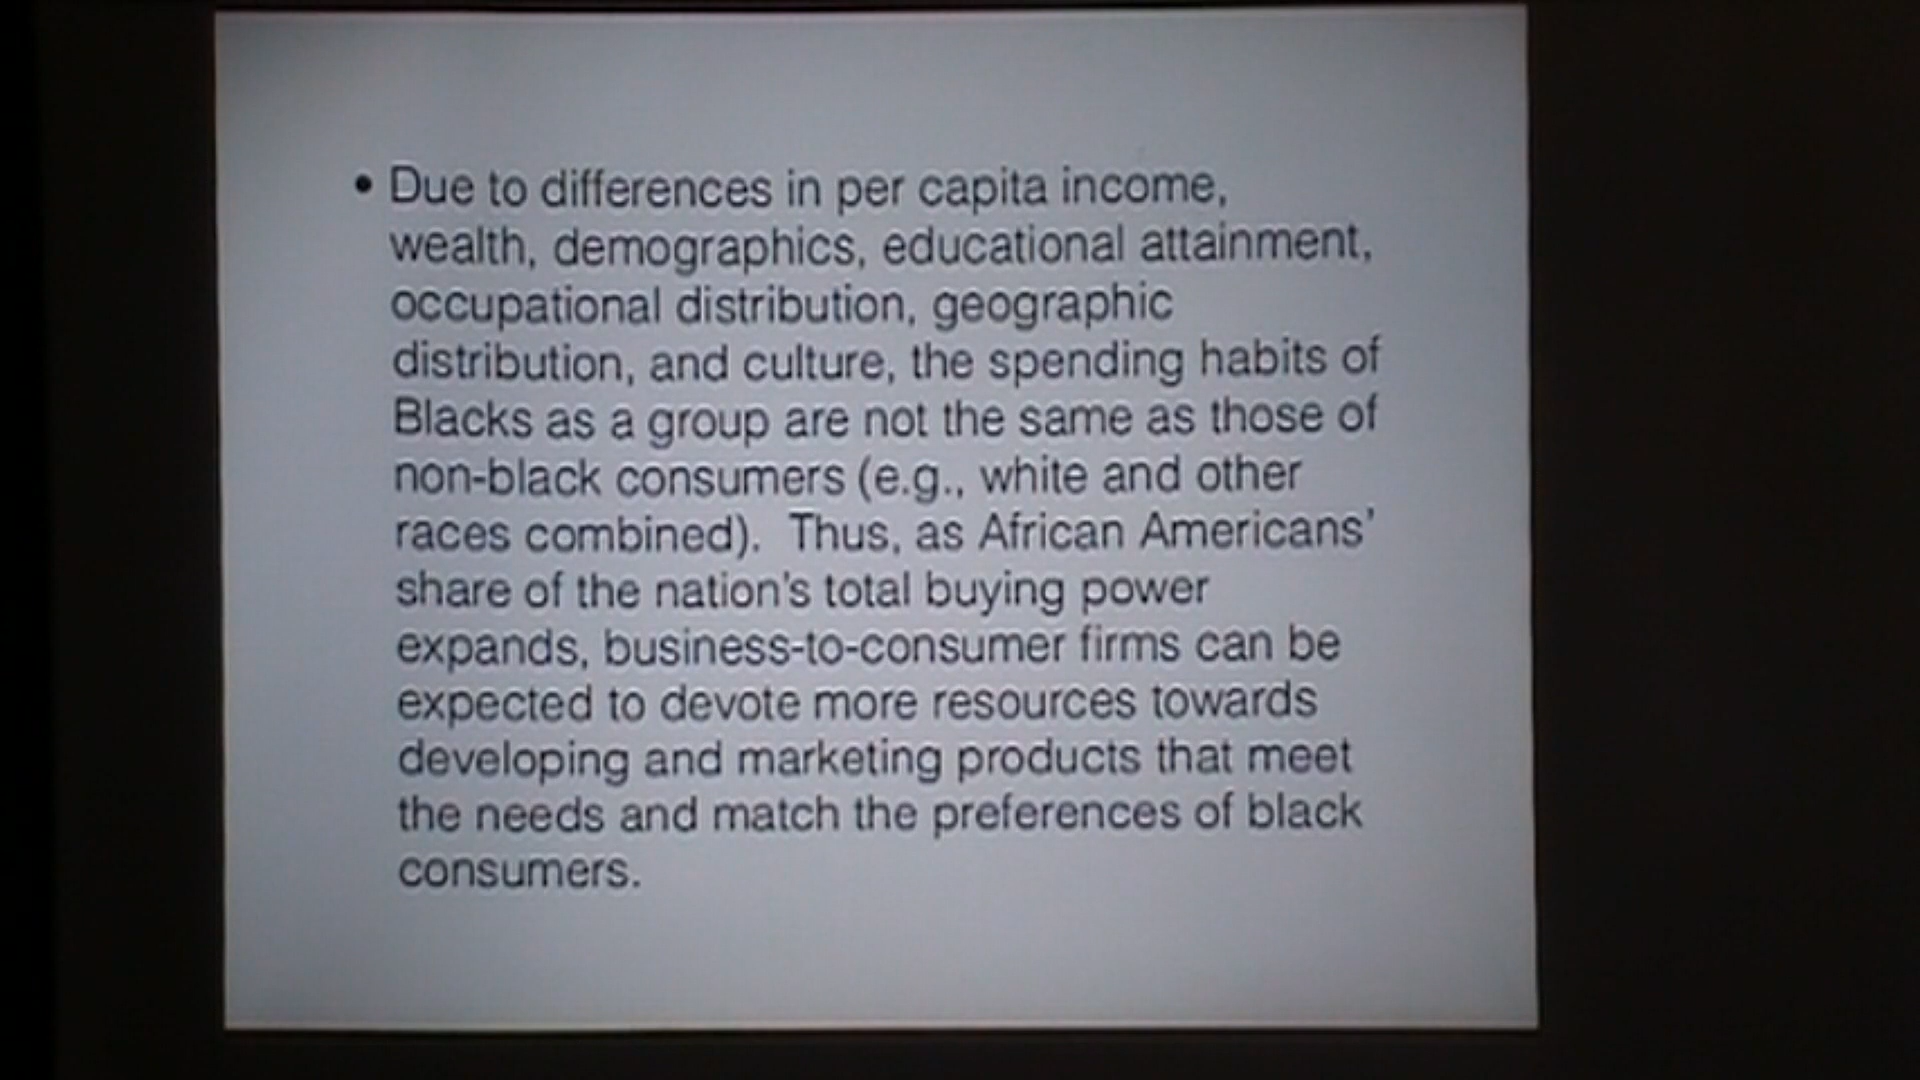 • Due to differences in per capita income,
wealth, demographics, educational attainment,
occupational distribution, geographic
distribution, and culture, the spending habits of
Blacks as a group are not the same as those of
non-black consumers (e.g., white and other
races combined).  Thus, as African Americans’
share of the nation’s total buying power
expands, business-to-consumer firms can be
expected to devote more resources towards
developing and marketing products that meet
the needs and match the preferences of black
consumers.